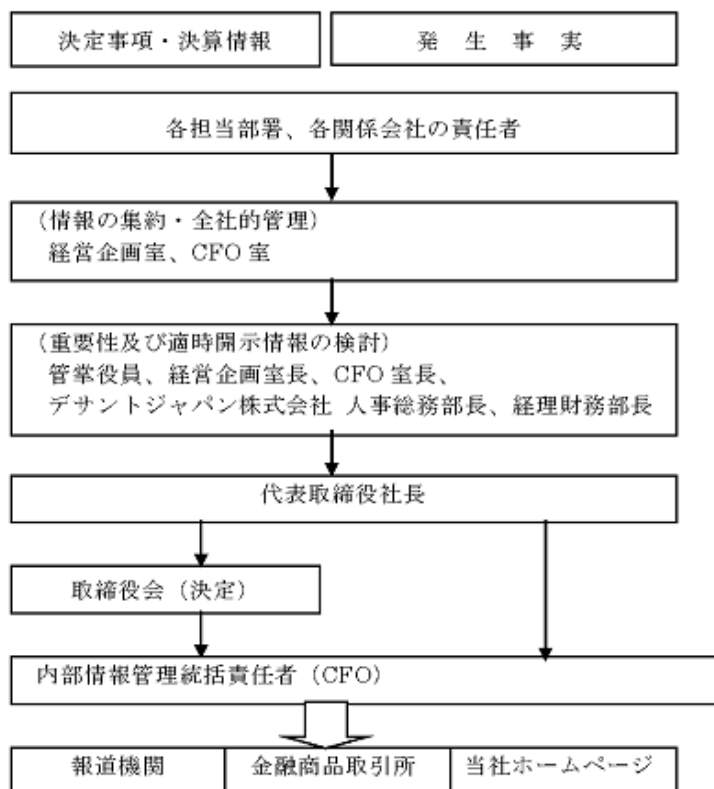 決定事項・決算情報
発 生 事 実
各担当部署、各関係会社の責任者
（情報の集約・全社的管理）
経営企画室、CFO 室
（重要性及び適時開示情報の検討）
管掌役員、経営企画室長、CFO 室長、
デサントジャパン株式会社 人事総務部長、経理財務部長
代表取締役社長
取締役会（決定）
内部情報管理統括責任者（CFO）
報道機関
金融商品取引所
当社ホームページ